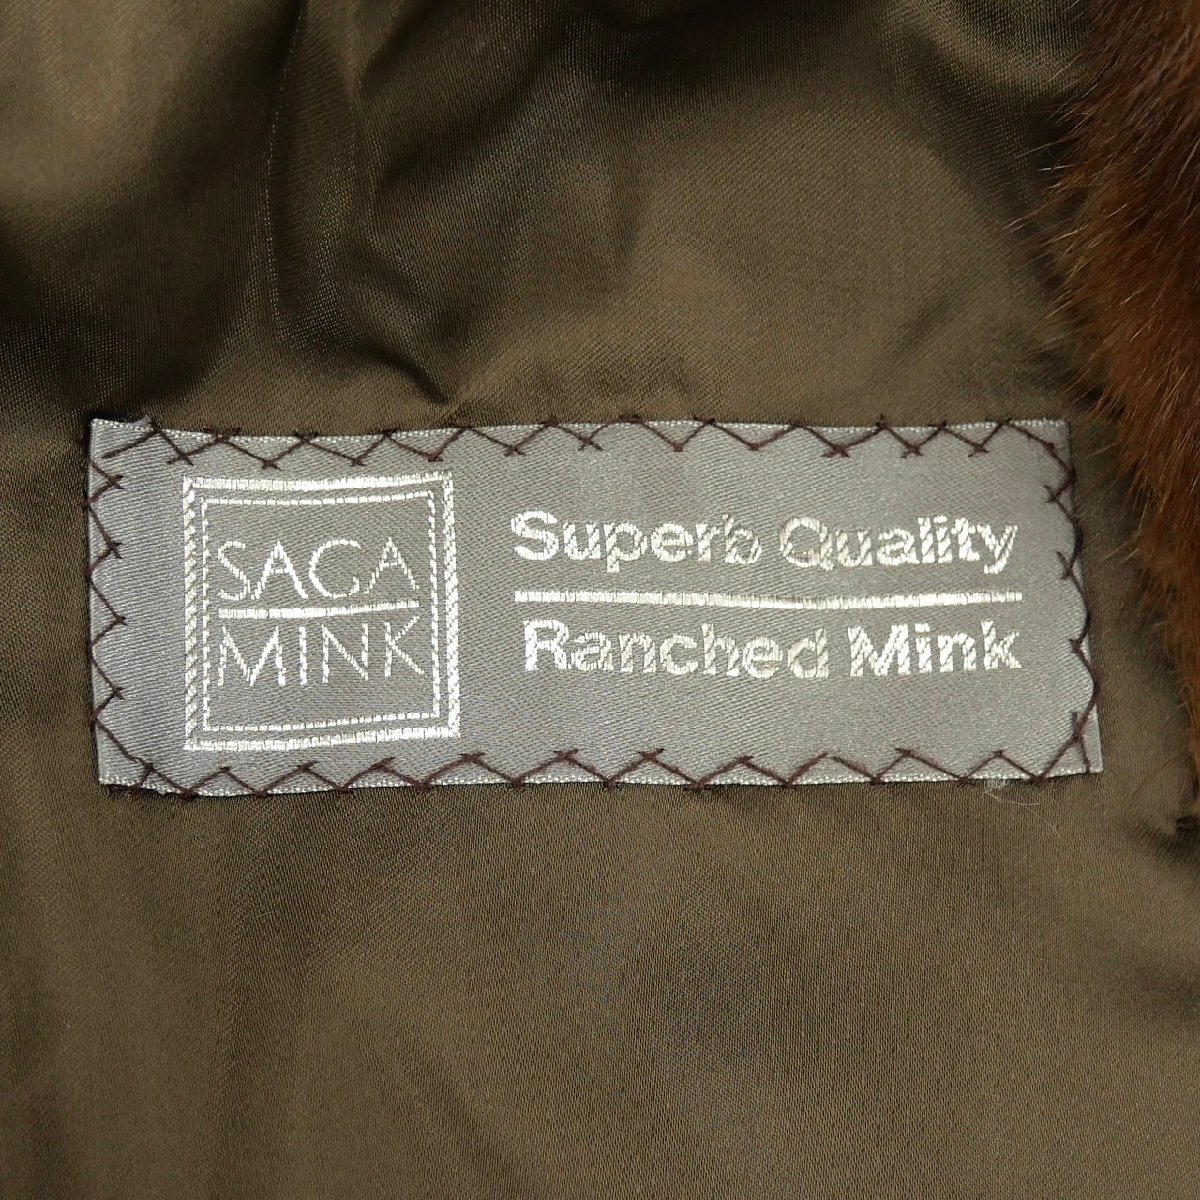 SAGA
MINK
Superb Quality
Ranched Mink